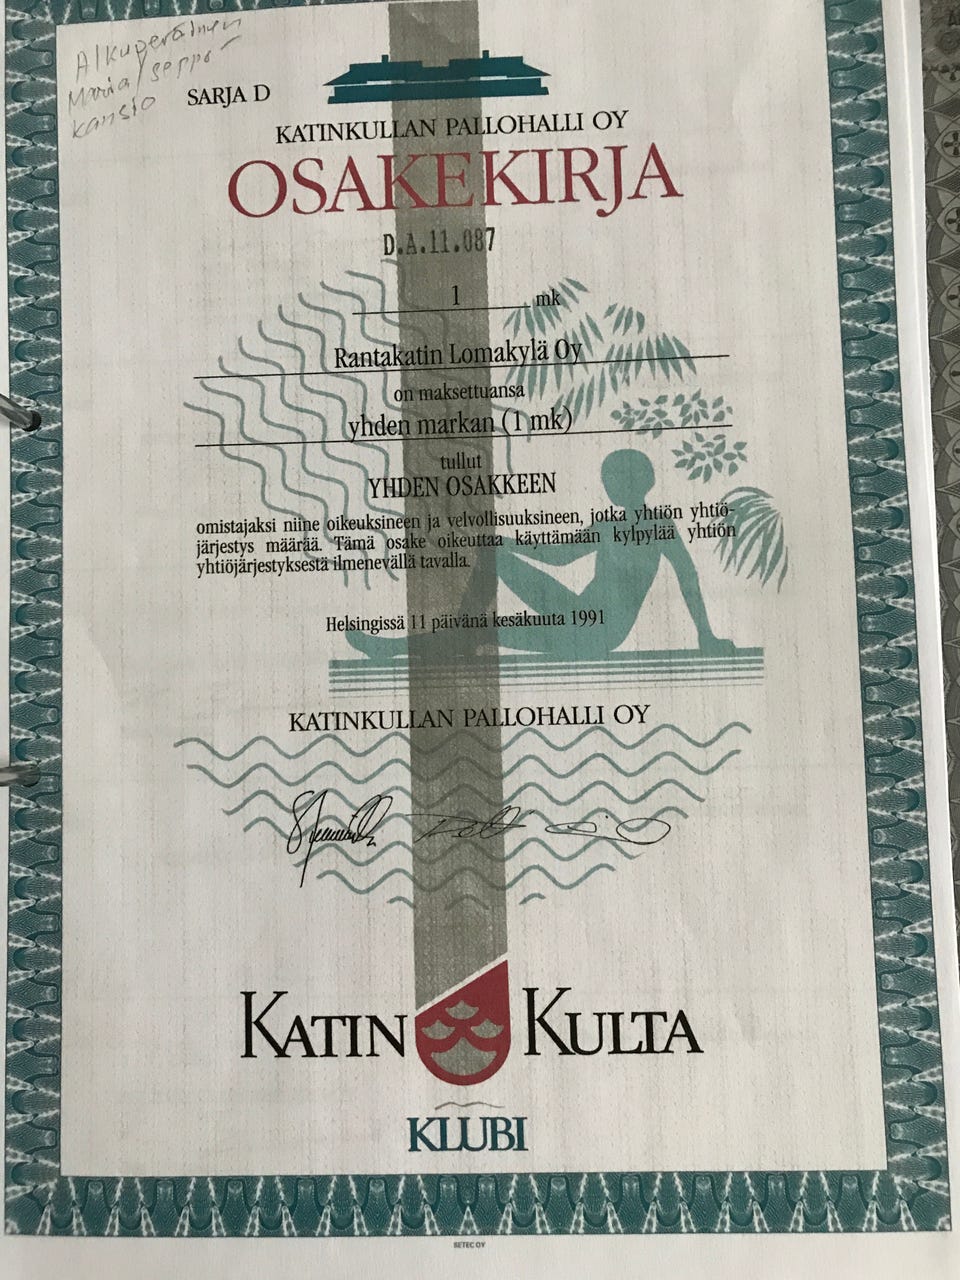 Alkuperäinen
Maria/Seppo
kansio
SARJA D
KATINKULLAN PALLOHALLI OY
OSAKEKIRJA
D.A.11.087
1 mk
Rantakatin Lomakylä Oy
on maksettuansa
yhden markan (1 mk)
tullut
YHDEN OSAKKEEN
omistajaksi niine oikeuksineen ja velvollisuuksineen, jotka yhtiön yhtiö-
järjestys määrää. Tämä osake oikeuttaa käyttämään kylpylää yhtiön
yhtiöjärjestyksestä ilmenevällä tavalla.
Helsingissä 11 päivänä kesäkuuta 1991
KATINKULLAN PALLOHALLI OY
KATIN KULTA
KLUBI
SETEC OY